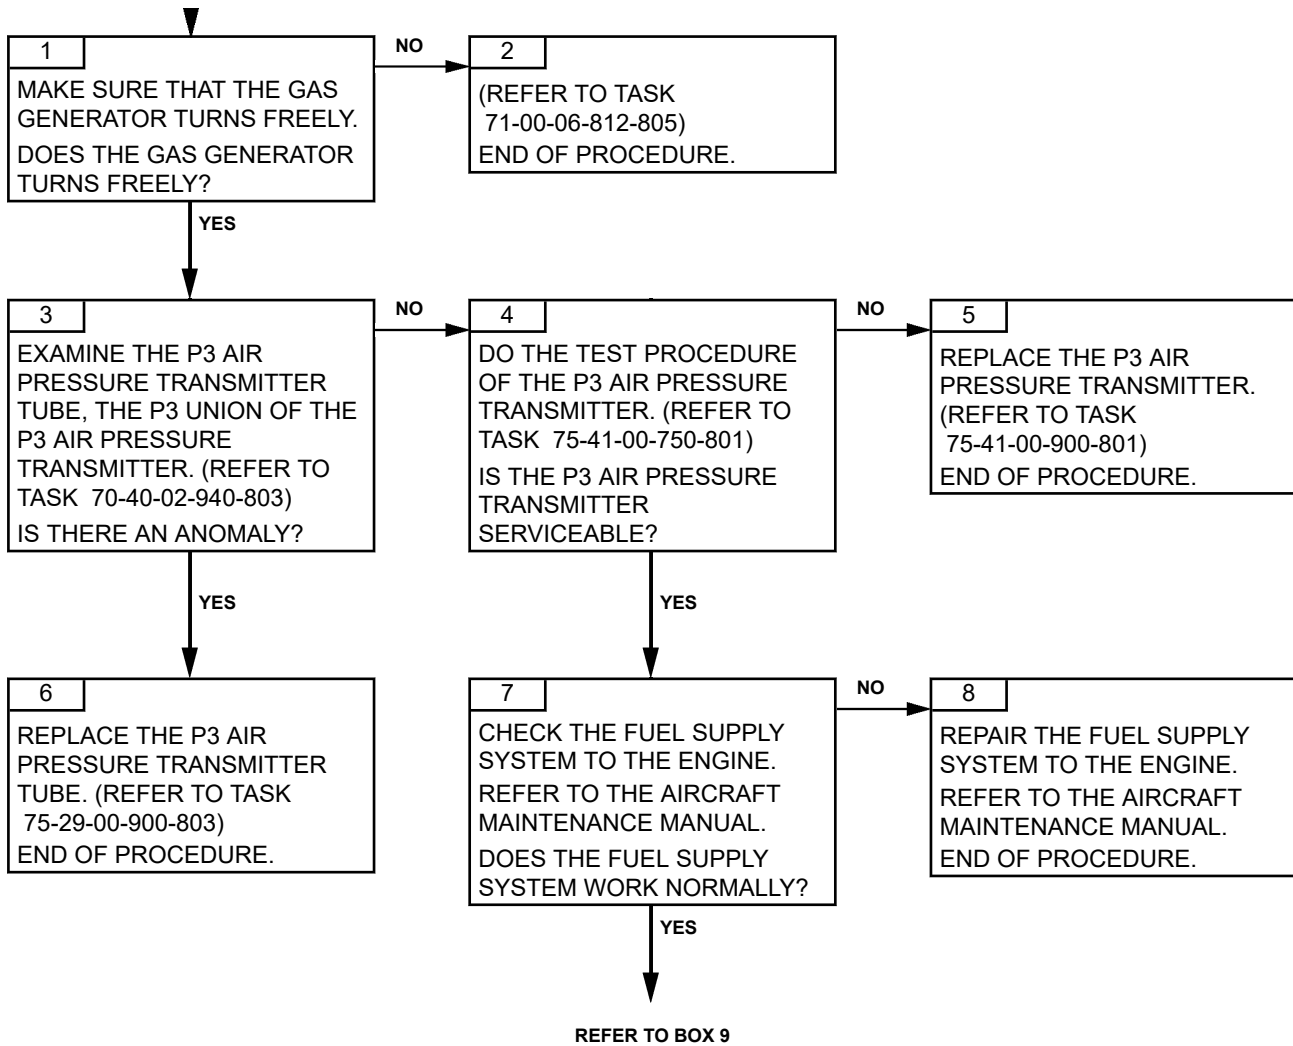 1
MAKE SURE THAT THE GAS
GENERATOR TURNS FREELY.
DOES THE GAS GENERATOR
TURNS FREELY?
NO
2
(REFER TO TASK
71-00-06-812-805)
END OF PROCEDURE.
YES
3
EXAMINE THE P3 AIR
PRESSURE TRANSMITTER
TUBE, THE P3 UNION OF THE
P3 AIR PRESSURE
TRANSMITTER. (REFER TO
TASK 70-40-02-940-803)
IS THERE AN ANOMALY?
NO
4
DO THE TEST PROCEDURE
OF THE P3 AIR PRESSURE
TRANSMITTER. (REFER TO
TASK 75-41-00-750-801)
IS THE P3 AIR PRESSURE
TRANSMITTER
SERVICEABLE?
NO
5
REPLACE THE P3 AIR
PRESSURE TRANSMITTER.
(REFER TO TASK
75-41-00-900-801)
END OF PROCEDURE.
YES
YES
6
REPLACE THE P3 AIR
PRESSURE TRANSMITTER
TUBE. (REFER TO TASK
75-29-00-900-803)
END OF PROCEDURE.
7
CHECK THE FUEL SUPPLY
SYSTEM TO THE ENGINE.
REFER TO THE AIRCRAFT
MAINTENANCE MANUAL.
DOES THE FUEL SUPPLY
SYSTEM WORK NORMALLY?
NO
8
REPAIR THE FUEL SUPPLY
SYSTEM TO THE ENGINE.
REFER TO THE AIRCRAFT
MAINTENANCE MANUAL.
END OF PROCEDURE.
YES
REFER TO BOX 9